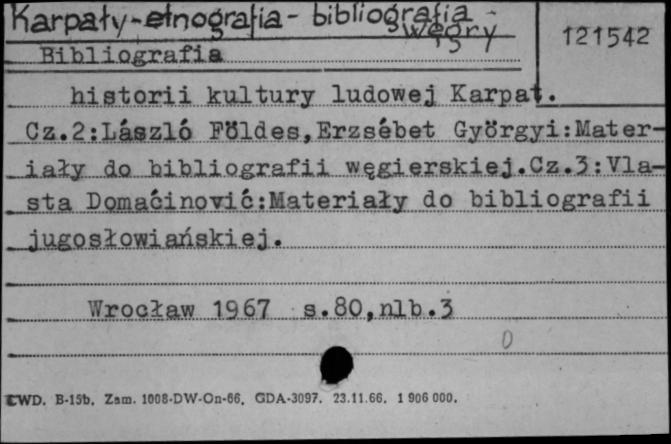 Karpaty-etnografia- bibliografia -
węgry
121542
Bibliografia
historii kultury ludowej Karpat.
Cz.2:László Földes,Erzsébet Györgyi:Mater-
iały do bibliografii węgierskiej.Cz.3:Vla-
sta Domaćinović:Materiały do bibliografii
jugosłowiańskiej.
Wrocław 1967 s.80,nlb.3
0
CWD. B-15b. Zam. 1008-DW-On-66. GDA-3097. 23.11.66. 1 906 000.